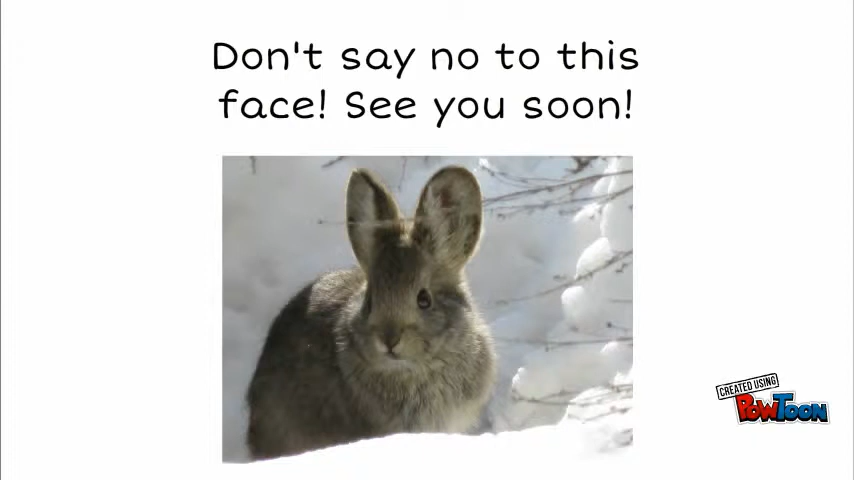 Don't say no to this
face! See you soon!
CREATED USING
POWTOON